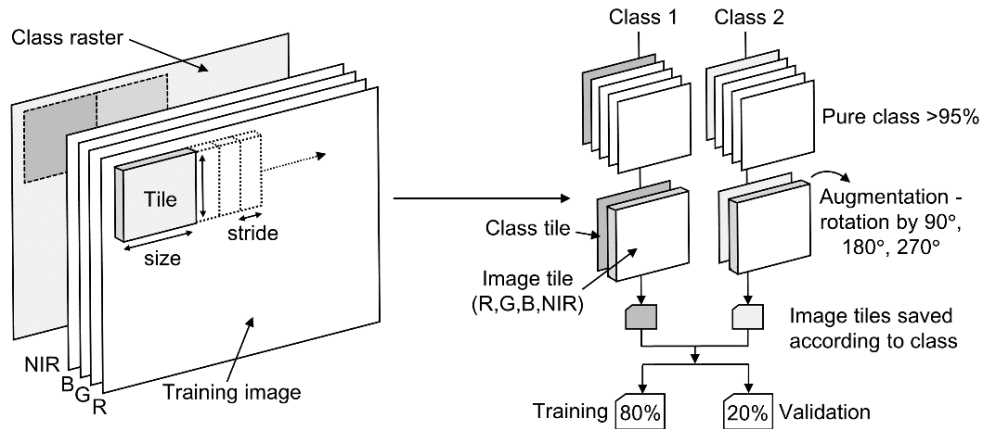 Class raster
Tile
size
stride
NIR
B
G
R
Training image
Class 1
Class 2
Pure class >95%
Class tile
Image tile
(R,G,B,NIR)
Augmentation -
rotation by 90°,
180°, 270°
Image tiles saved
according to class
Training 80%
20% Validation